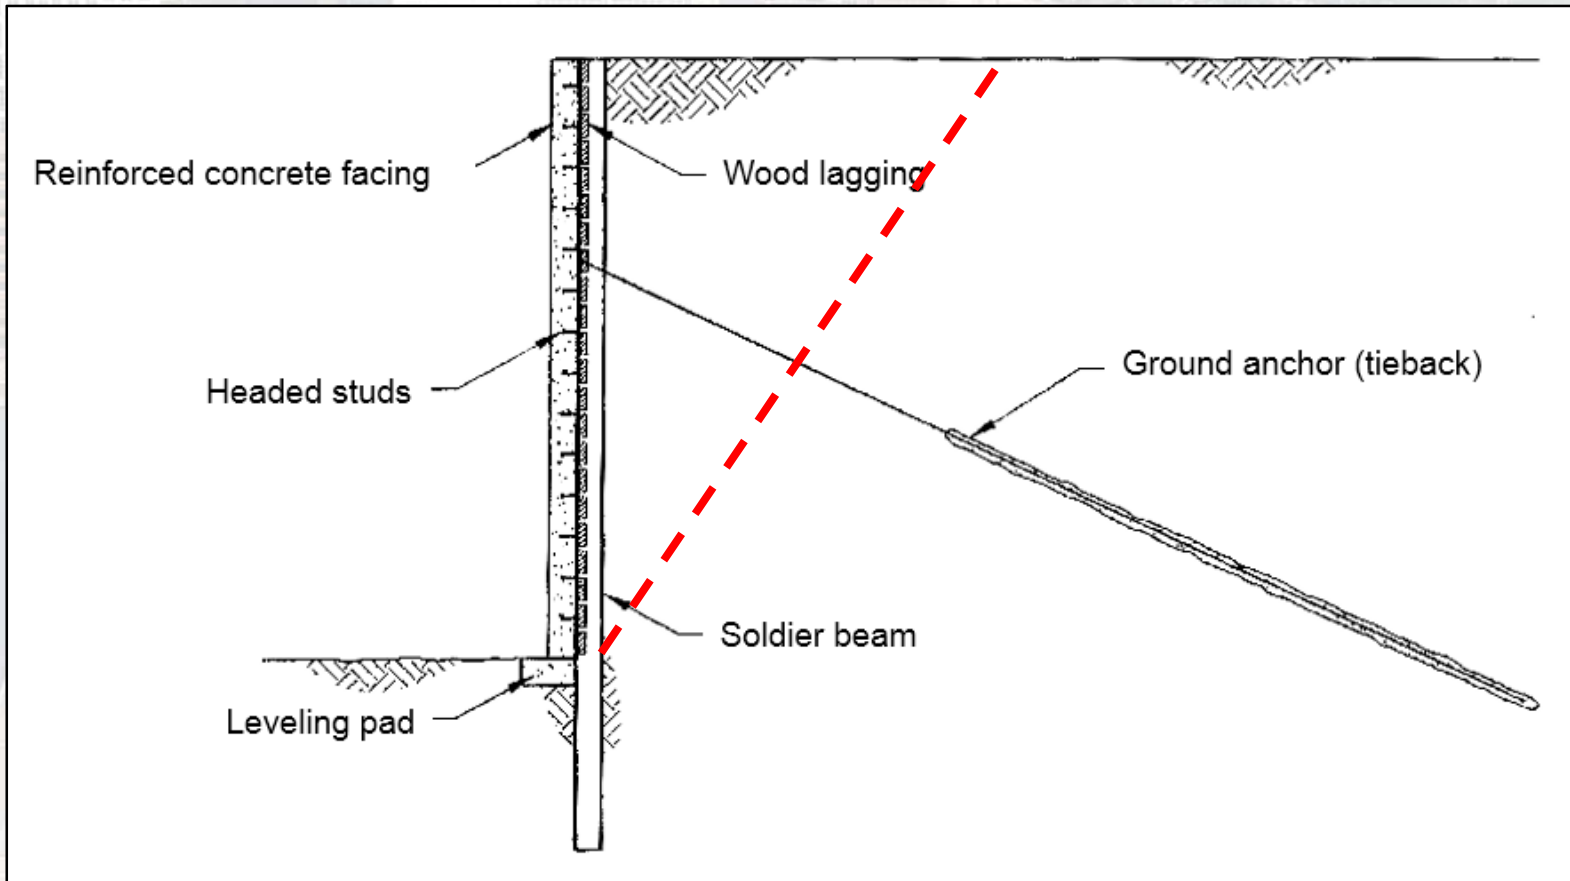 Reinforced concrete facing
Wood lagging
Ground anchor (tieback)
Headed studs
Soldier beam
Leveling pad